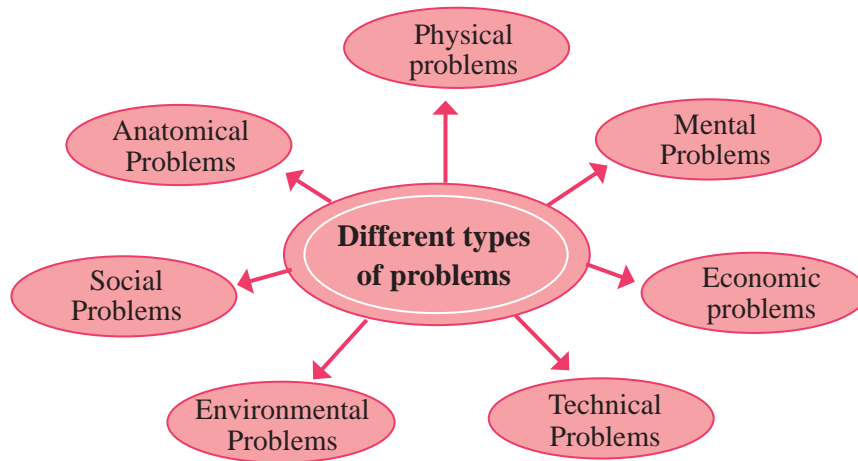 Physical
problems
Anatomical
Problems
Mental
Problems
Different types
of problems
Social
Problems
Economic
problems
Environmental
Problems
Technical
Problems